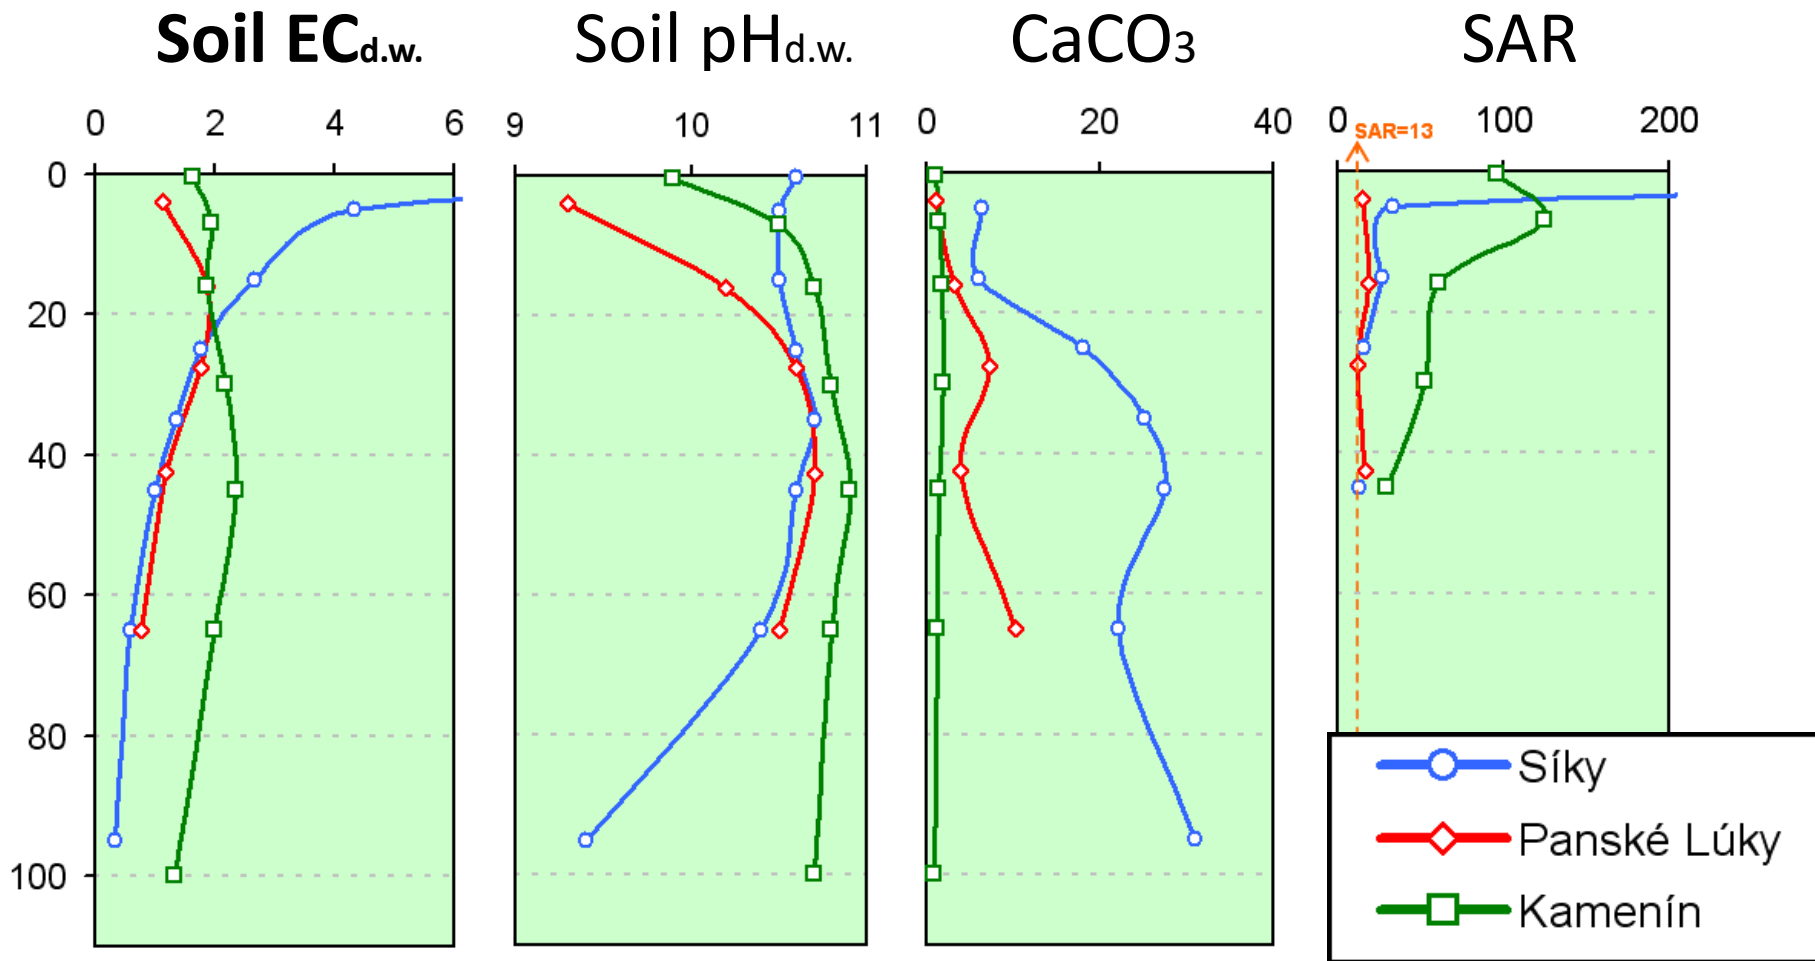 Soil ECd.w. Soil pHd.w. CaCO3 SAR
0 2 4 6 9 10 11 0 20 40 0 100 200
SAR=13
0
20
40
60
80
100
Síky
Panské Lúky
Kamenín